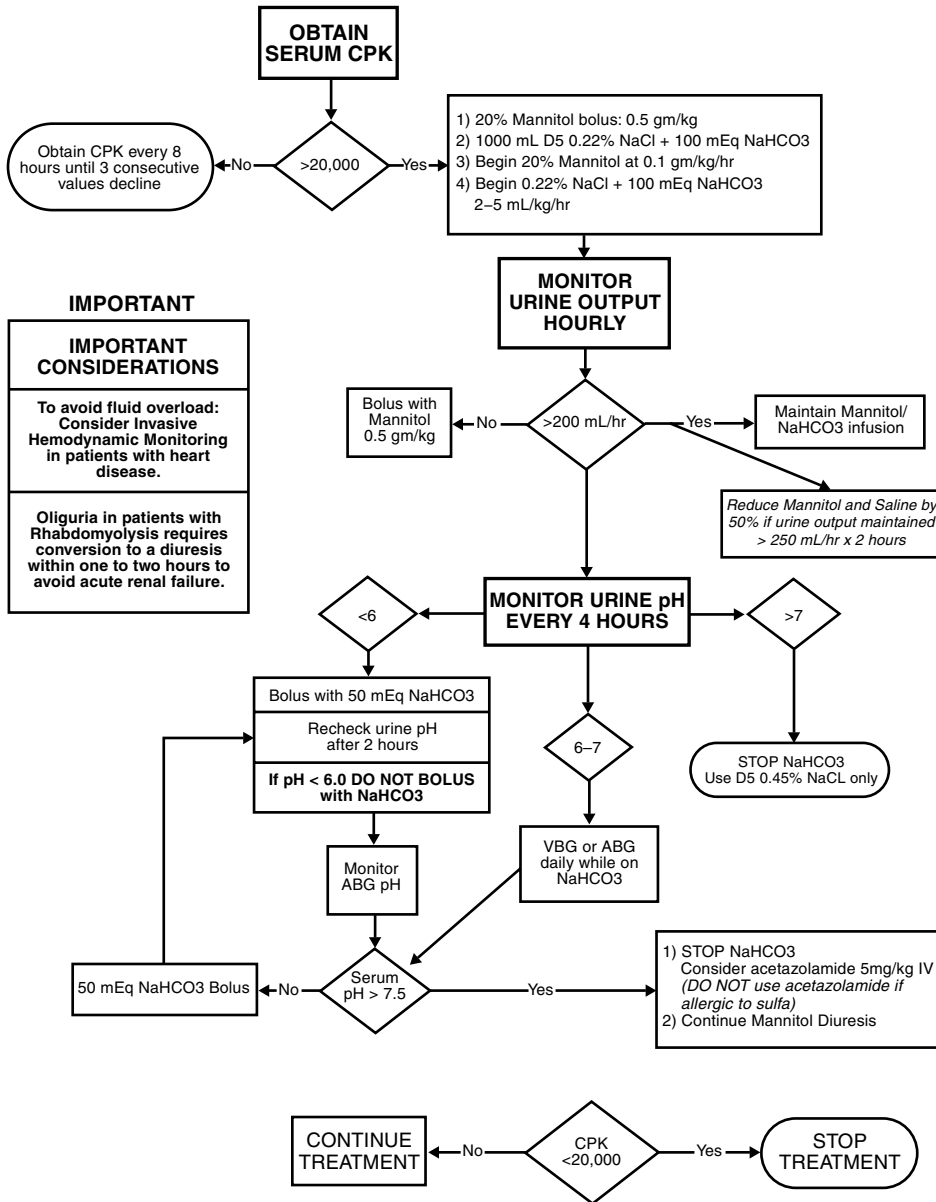 OBTAIN
SERUM CPK
Obtain CPK every 8
hours until 3 consecutive
values decline
No
>20,000
Yes
1) 20% Mannitol bolus: 0.5 gm/kg
2) 1000 mL D5 0.22% NaCl + 100 mEq NaHCO3
3) Begin 20% Mannitol at 0.1 gm/kg/hr
4) Begin 0.22% NaCl + 100 mEq NaHCO3
2–5 mL/kg/hr
MONITOR
URINE OUTPUT
HOURLY
IMPORTANT
IMPORTANT
CONSIDERATIONS
To avoid fluid overload:
Consider Invasive
Hemodynamic Monitoring
in patients with heart
disease.
Oliguria in patients with
Rhabdomyolysis requires
conversion to a diuresis
within one to two hours to
avoid acute renal failure.
Bolus with
Mannitol
0.5 gm/kg
No
>200 mL/hr
Yes
Maintain Mannitol/
NaHCO3 infusion
Reduce Mannitol and Saline by
50% if urine output maintained
> 250 mL/hr x 2 hours
MONITOR URINE pH
EVERY 4 HOURS
<6
>7
6–7
Bolus with 50 mEq NaHCO3
Recheck urine pH
after 2 hours
If pH < 6.0 DO NOT BOLUS
with NaHCO3
STOP NaHCO3
Use D5 0.45% NaCL only
Monitor
ABG pH
VBG or ABG
daily while on
NaHCO3
50 mEq NaHCO3 Bolus
No
Serum
pH > 7.5
Yes
1) STOP NaHCO3
Consider acetazolamide 5mg/kg IV
(DO NOT use acetazolamide if
allergic to sulfa)
2) Continue Mannitol Diuresis
CONTINUE
TREATMENT
No
CPK
<20,000
Yes
STOP
TREATMENT